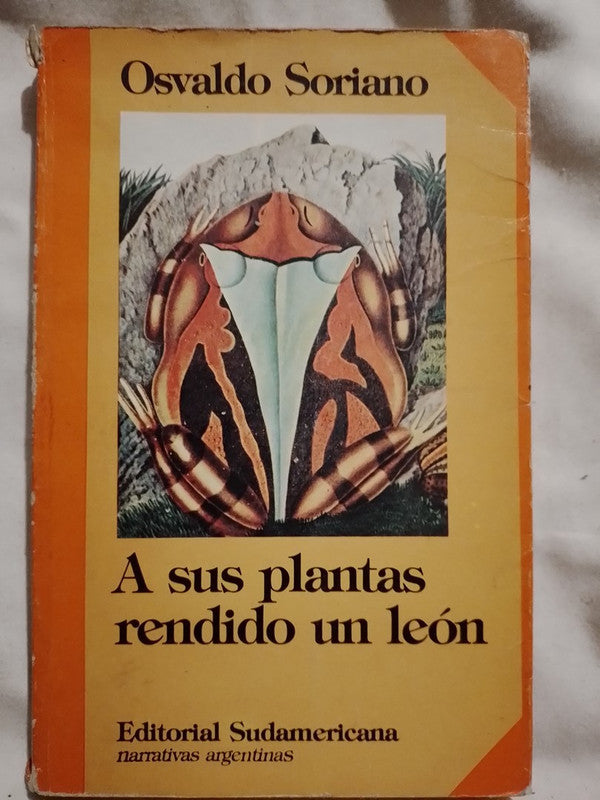 Osvaldo Soriano
A sus plantas
rendido un león
Editorial Sudamericana
narrativas argentinas